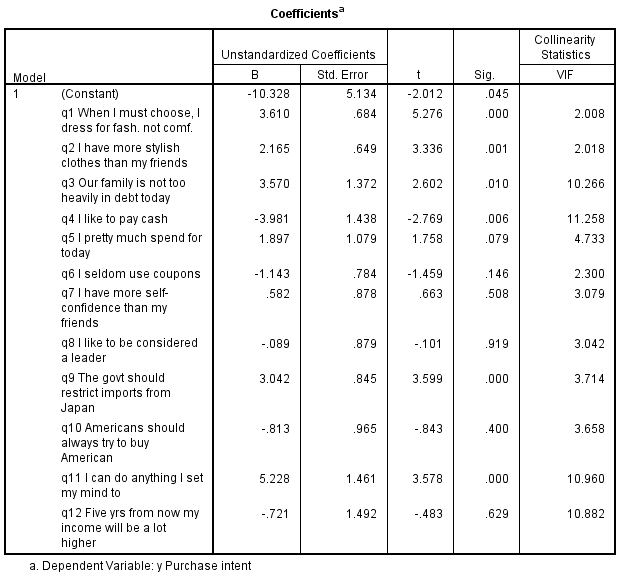 Coefficientsa
Model Unstandardized Coefficients t Sig. Collinearity Statistics
B Std. Error VIF
1 (Constant) -10.328 5.134 -2.012 .045
q1 When I must choose, I 3.610 .684 5.276 .000 2.008
dress for fash. not comf.
q2 I have more stylish 2.165 .649 3.336 .001 2.018
clothes than my friends
q3 Our family is not too 3.570 1.372 2.602 .010 10.266
heavily in debt today
q4 I like to pay cash -3.981 1.438 -2.769 .006 11.258
q5 I pretty much spend for 1.897 1.079 1.758 .079 4.733
today
q6 I seldom use coupons -1.143 .784 -1.459 .146 2.300
q7 I have more self- .582 .878 .663 .508 3.079
confidence than my
friends
q8 I like to be considered -.089 .879 -.101 .919 3.042
a leader
q9 The govt should 3.042 .845 3.599 .000 3.714
restrict imports from
Japan
q10 Americans should -.813 .965 -.843 .400 3.658
always try to buy
American
q11 I can do anything I set 5.228 1.461 3.578 .000 10.960
my mind to
q12 Five yrs from now my -.721 1.492 -.483 .629 10.882
income will be a lot
higher
a. Dependent Variable: y Purchase intent